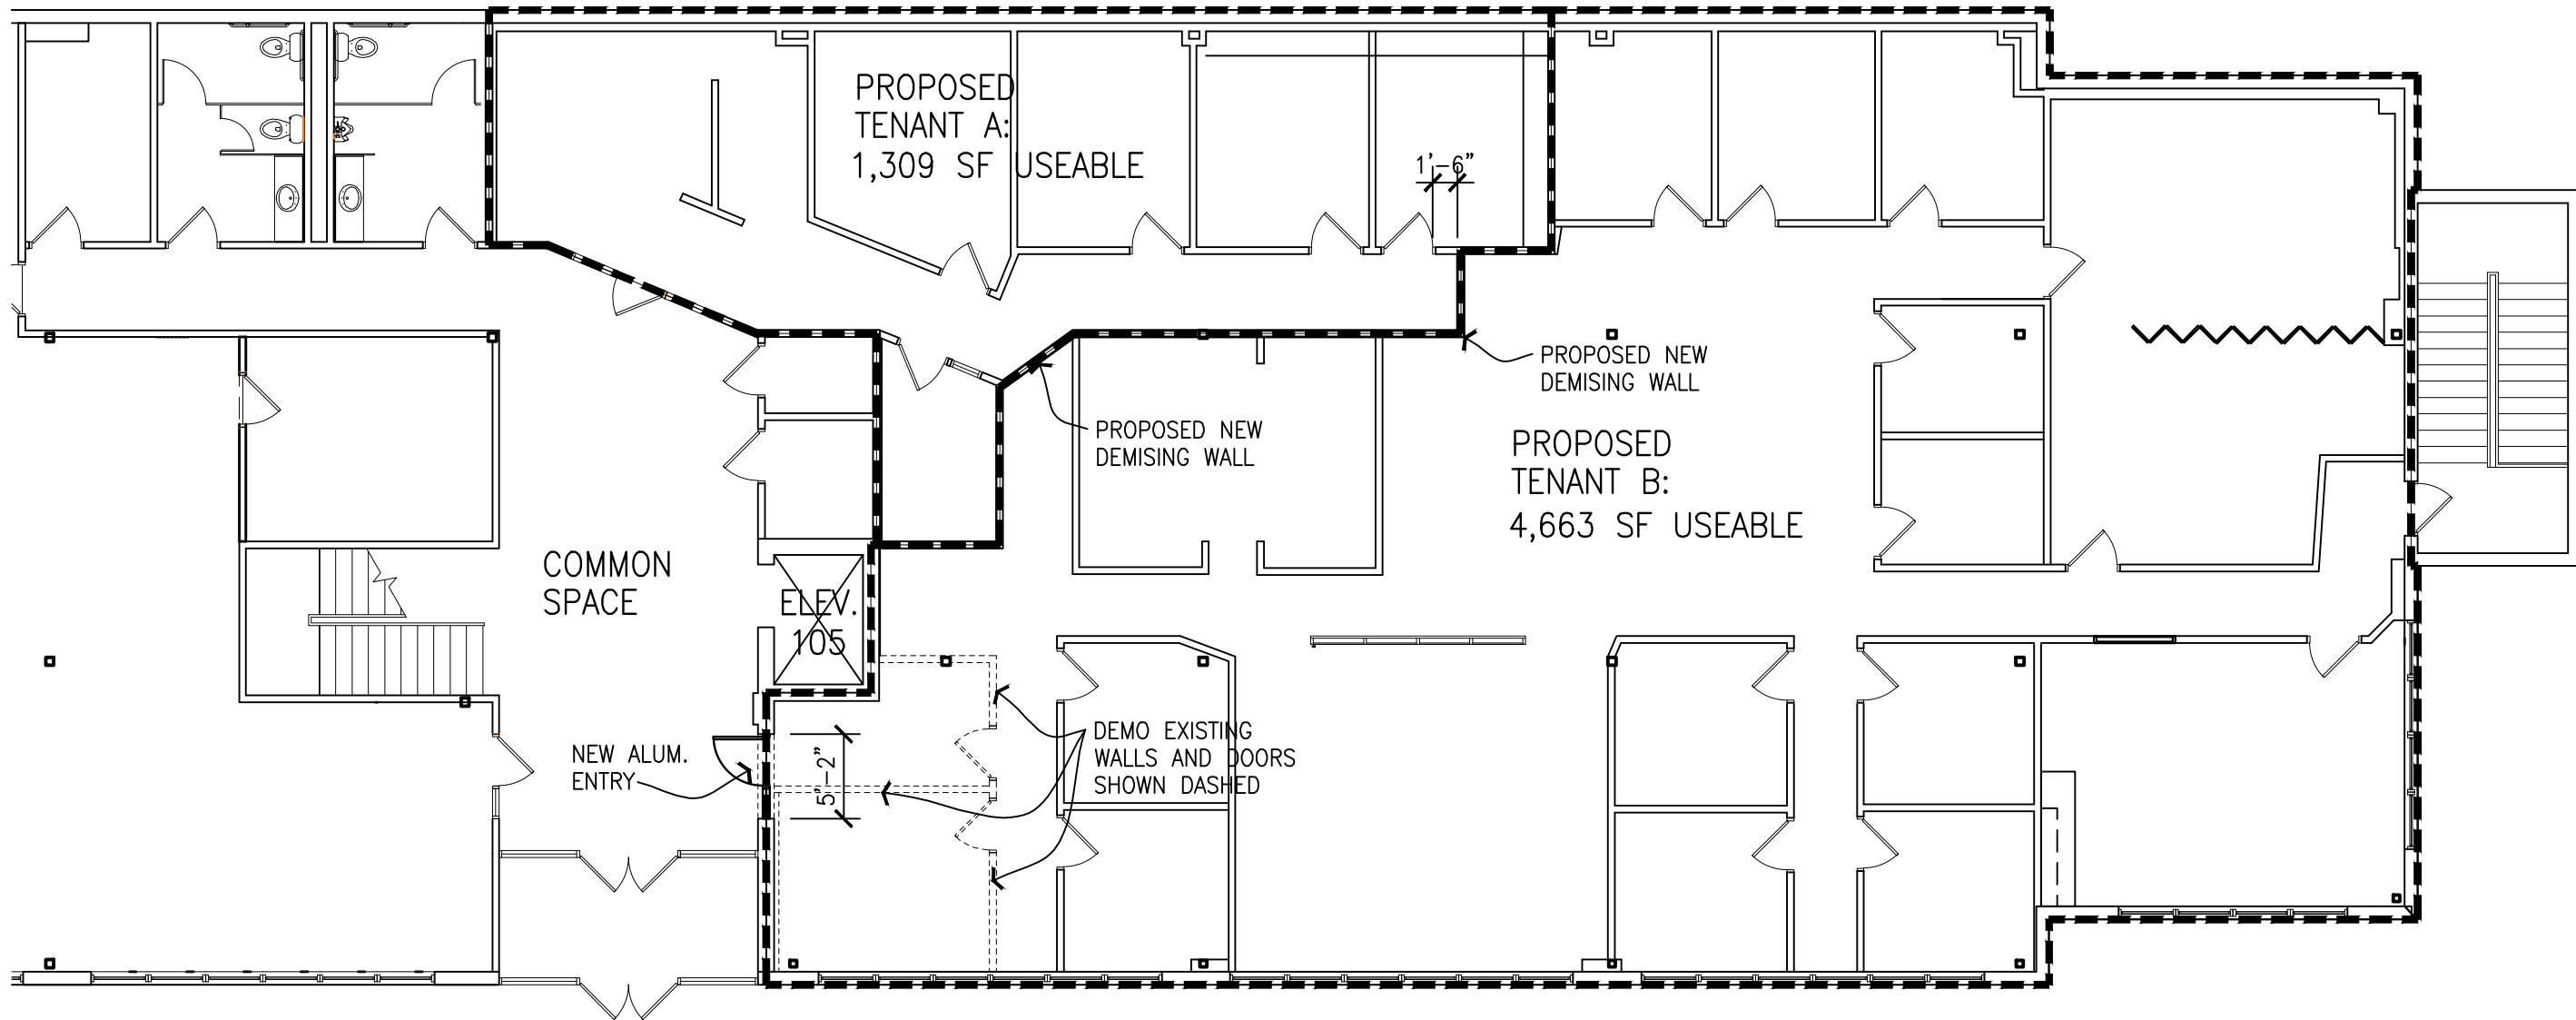 PROPOSED
TENANT A:
1,309 SF USEABLE
1'-6"
PROPOSED NEW
DEMISING WALL
PROPOSED NEW
DEMISING WALL
PROPOSED
TENANT B:
4,663 SF USEABLE
COMMON
SPACE
ELEV.
105
NEW ALUM.
ENTRY
5'-2"
DEMO EXISTING
WALLS AND DOORS
SHOWN DASHED